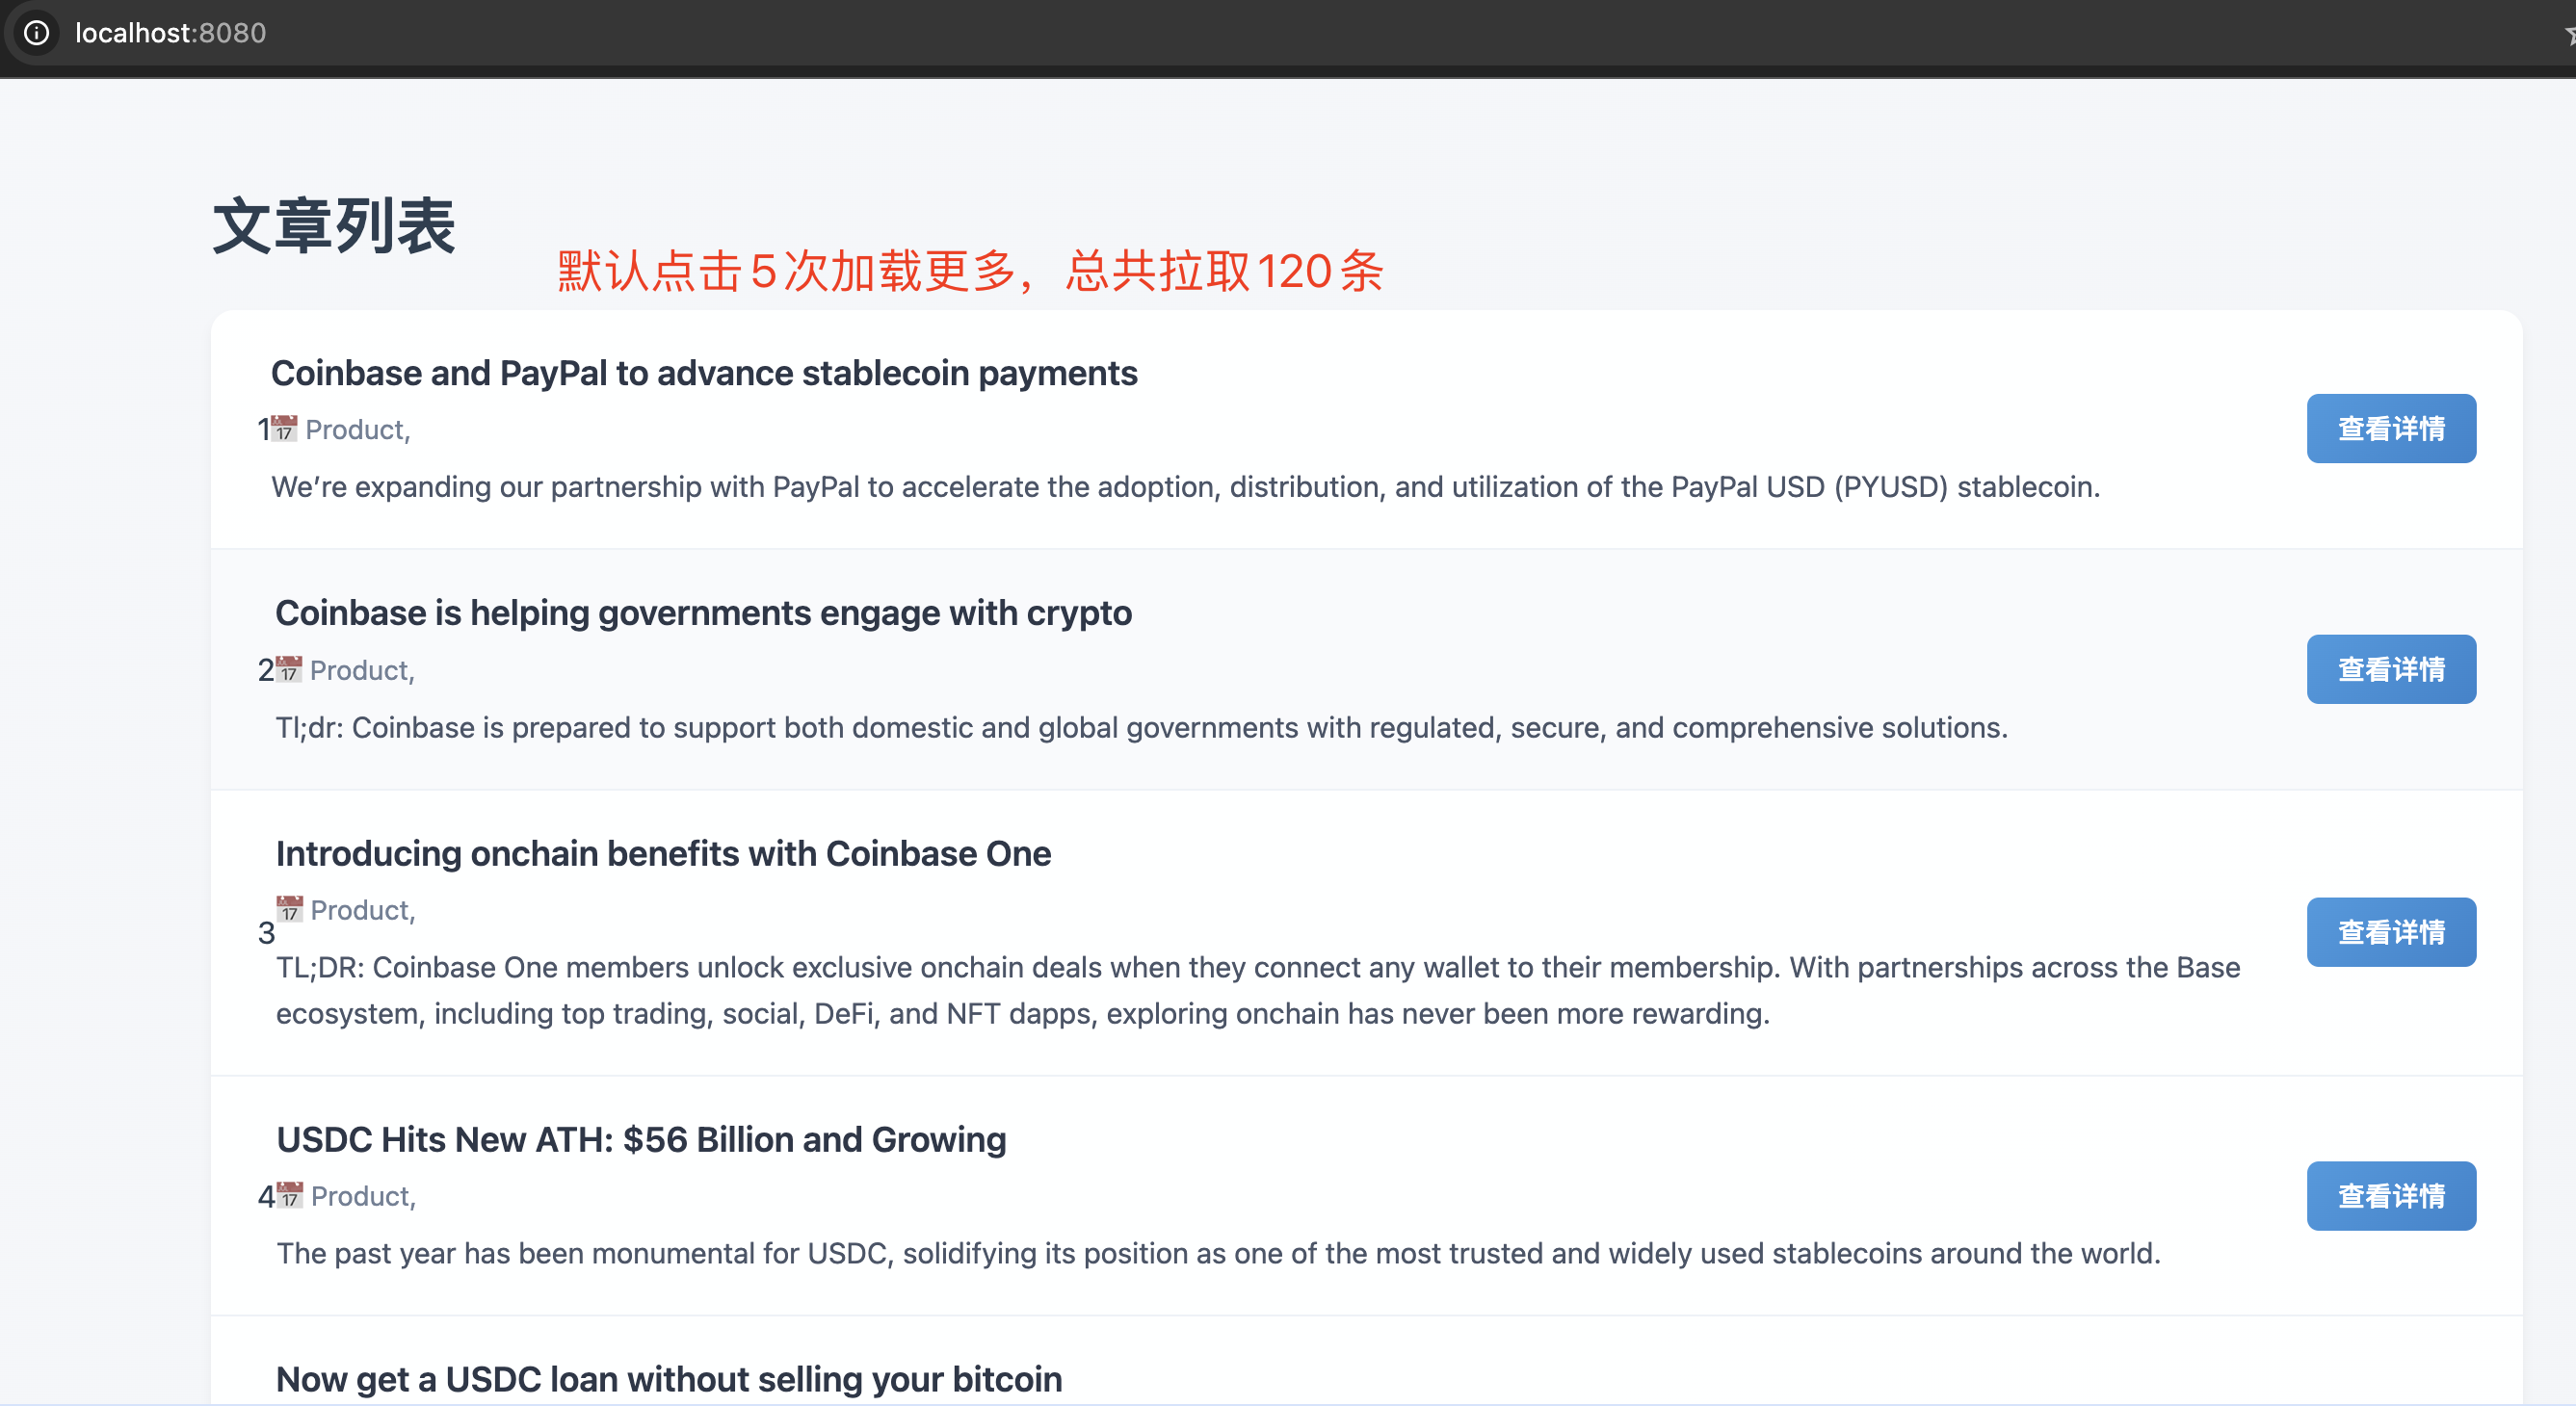 localhost:8080
文章列表
默认点击5次加载更多，总共拉取120条
Coinbase and PayPal to advance stablecoin payments
1 17 Product,
查看详情
We’re expanding our partnership with PayPal to accelerate the adoption, distribution, and utilization of the PayPal USD (PYUSD) stablecoin.
Coinbase is helping governments engage with crypto
2 17 Product,
查看详情
Tl;dr: Coinbase is prepared to support both domestic and global governments with regulated, secure, and comprehensive solutions.
Introducing onchain benefits with Coinbase One
17 Product,
3
查看详情
TL;DR: Coinbase One members unlock exclusive onchain deals when they connect any wallet to their membership. With partnerships across the Base
ecosystem, including top trading, social, DeFi, and NFT dapps, exploring onchain has never been more rewarding.
USDC Hits New ATH: $56 Billion and Growing
4 17 Product,
查看详情
The past year has been monumental for USDC, solidifying its position as one of the most trusted and widely used stablecoins around the world.
Now get a USDC loan without selling your bitcoin